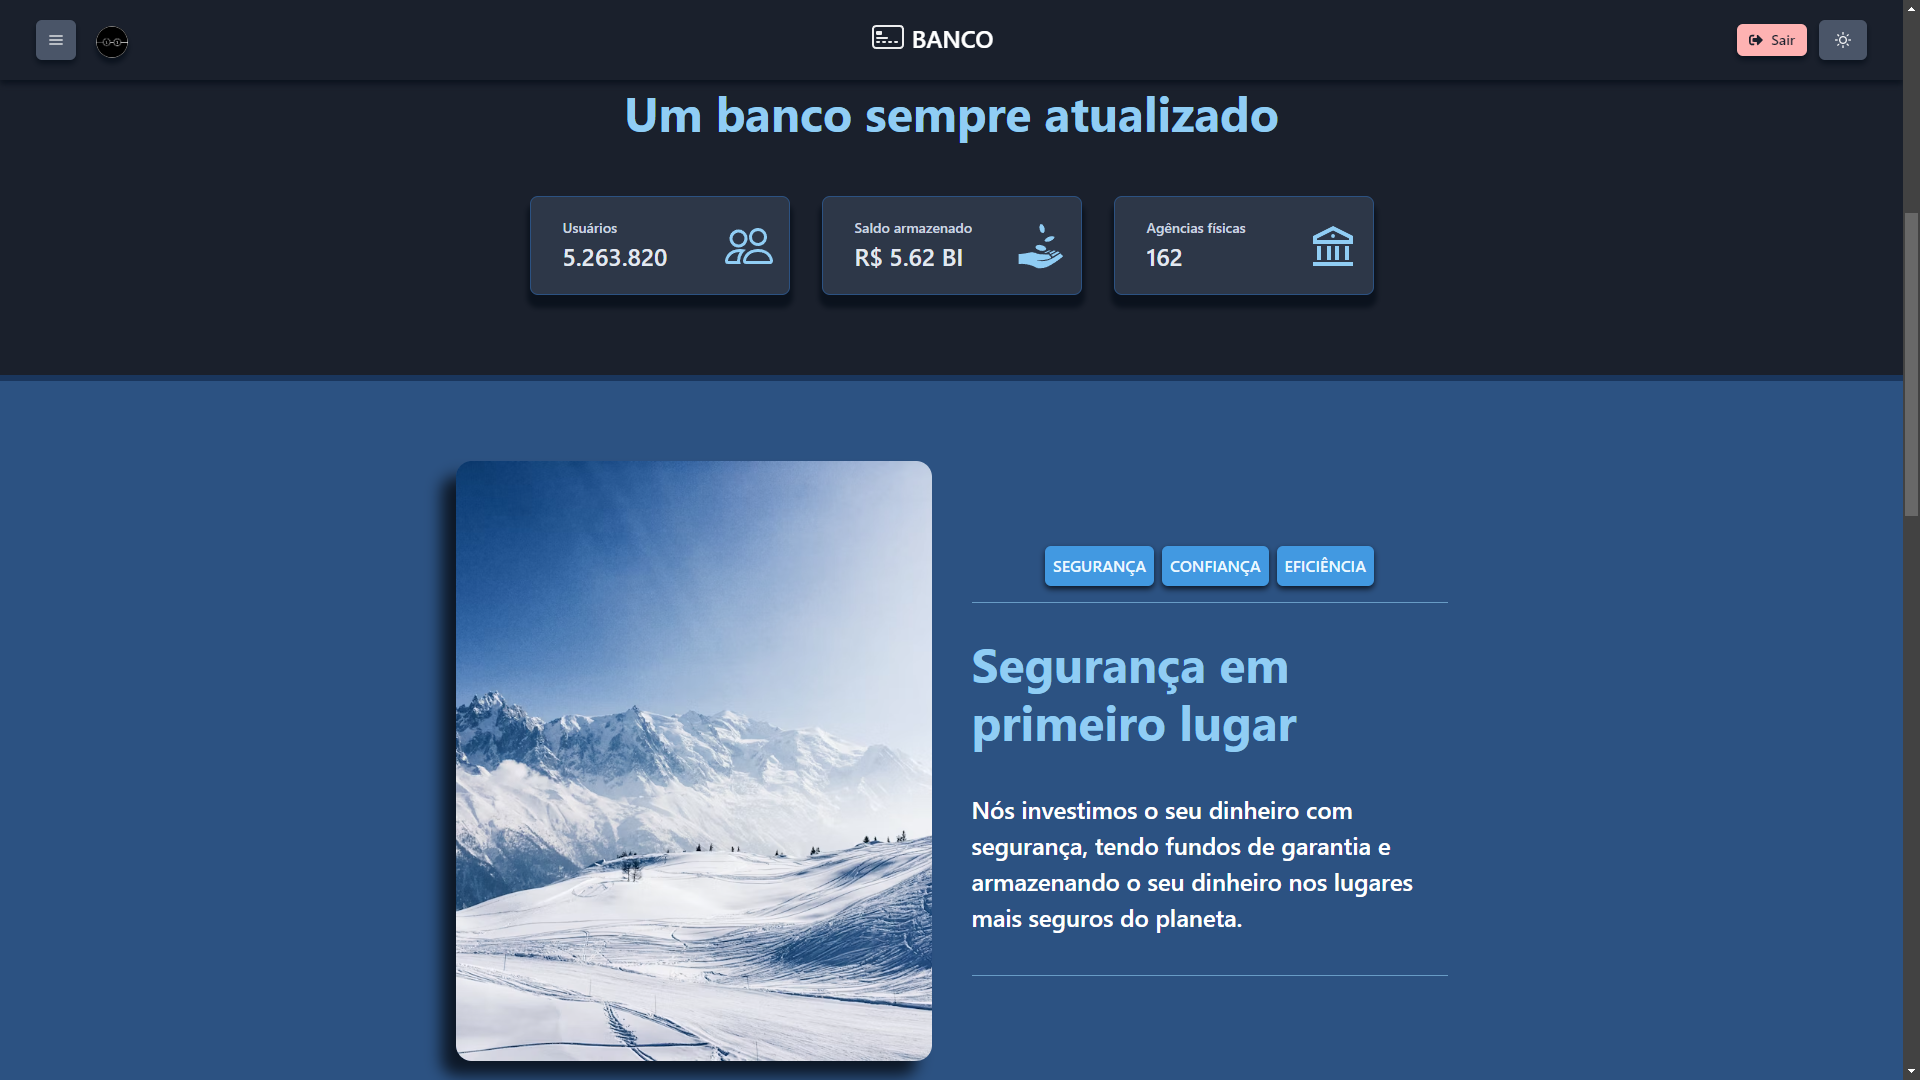 BANCO
Sair
Um banco sempre atualizado
Usuários
5.263.820
Saldo armazenado
R$ 5.62 BI
Agências físicas
162
SEGURANÇA
CONFIANÇA
EFICIÊNCIA
Segurança em
primeiro lugar
Nós investimos o seu dinheiro com
segurança, tendo fundos de garantia e
armazenando o seu dinheiro nos lugares
mais seguros do planeta.